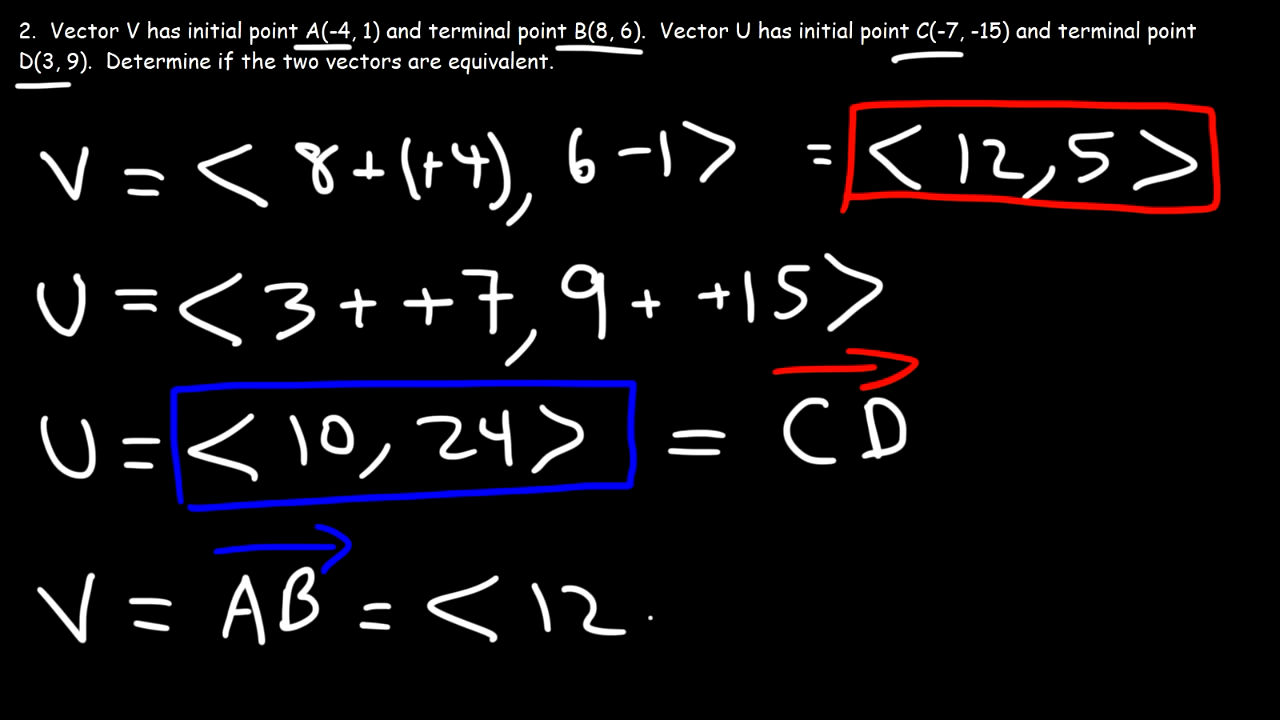 2. Vector V has initial point A(-4, 1) and terminal point B(8, 6). Vector U has initial point C(-7, -15) and terminal point
D(3, 9). Determine if the two vectors are equivalent.
V = < 8 + (+4), 6 - 1 > = < 12, 5 >
U = < 3 + + 7, 9 + + 15 >
U = < 10, 24 > = CD
V = AB = < 12